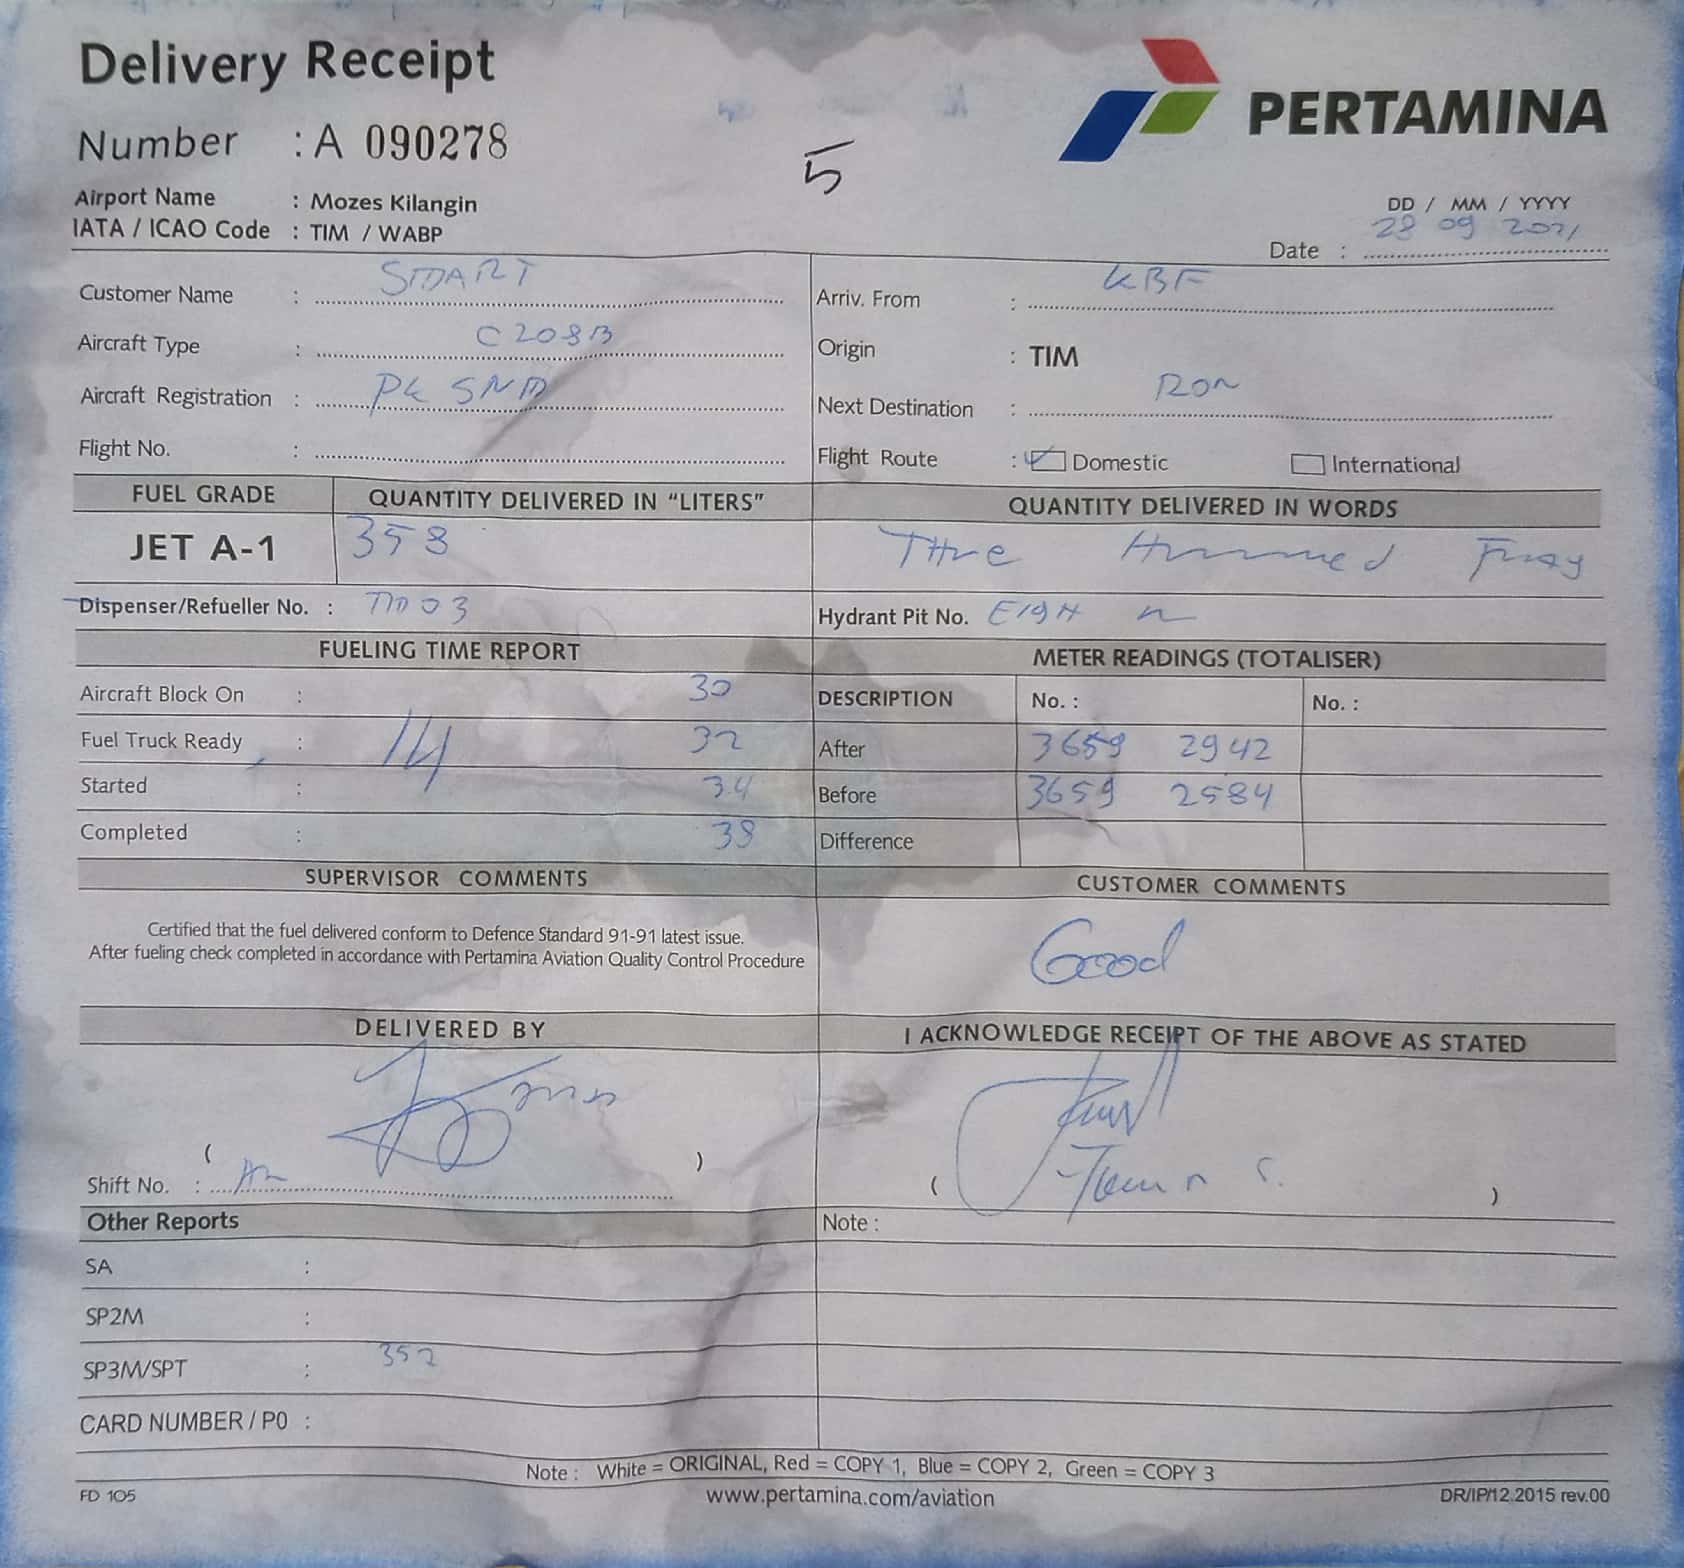 Delivery Receipt
PERTAMINA
Number : A 090278
5
Airport Name : Mozes Kilangin
IATA / ICAO Code : TIM / WABP
DD / MM / YYYY
Date : 28 09 2021
Customer Name : SMART
Arriv. From : KBF
Aircraft Type : C208B
Origin : TIM
Aircraft Registration : PK SNM
Next Destination : RON
Flight No. :
Flight Route : Domestic International
FUEL GRADE QUANTITY DELIVERED IN "LITERS" QUANTITY DELIVERED IN WORDS
JET A-1 358 Three Hundred
Dispenser/Refueller No. :
Hydrant Pit No. Eigh
FUELING TIME REPORT METER READINGS (TOTALISER)
Aircraft Block On : 30 DESCRIPTION No. : No. :
Fuel Truck Ready : 14 32 After 3659 2942
Started : 34 Before 3659 2584
Completed : 38 Difference
SUPERVISOR COMMENTS CUSTOMER COMMENTS
Certified that the fuel delivered conform to Defence Standard 91-91 latest issue.
After fueling check completed in accordance with Pertamina Aviation Quality Control Procedure
Good
DELIVERED BY I ACKNOWLEDGE RECEIPT OF THE ABOVE AS STATED
( ) ( )
Shift No. :
Other Reports Note :
SA :
SP2M :
SP3M/SPT : 352
CARD NUMBER / PO :
Note : White = ORIGINAL, Red = COPY 1, Blue = COPY 2, Green = COPY 3
FD 105 www.pertamina.com/aviation DR/IP/12.2015 rev.00